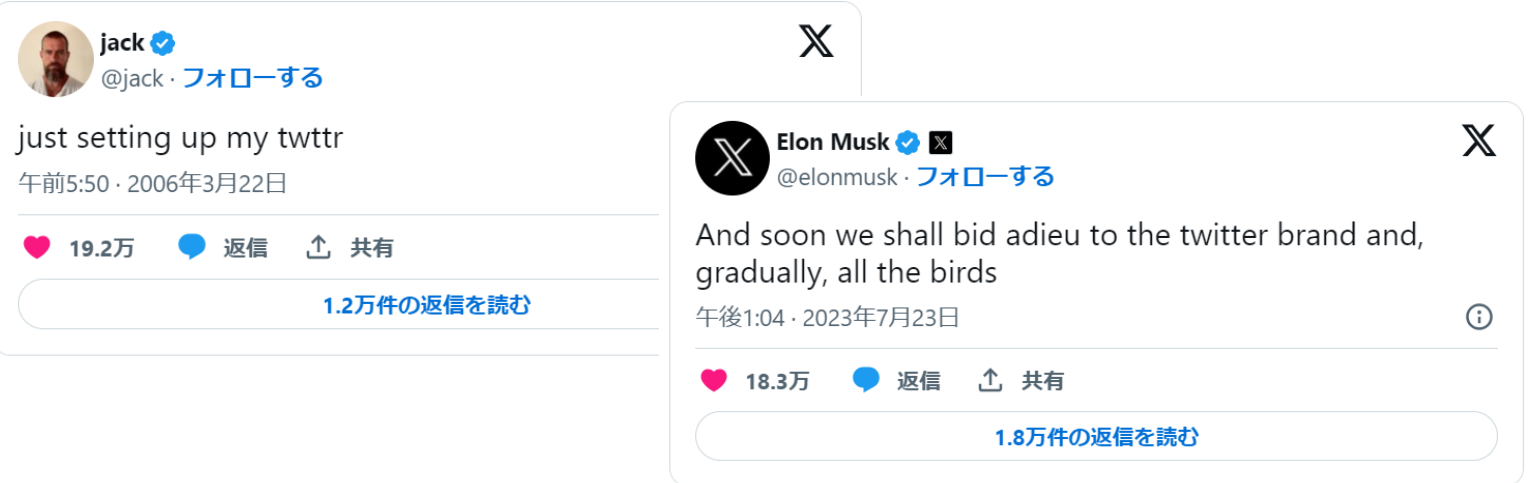 jack
@jack · フォローする
just setting up my twttr
午前5:50 · 2006年3月22日
19.2万 返信 共有
1.2万件の返信を読む
Elon Musk
@elonmusk · フォローする
And soon we shall bid adieu to the twitter brand and,
gradually, all the birds
午後1:04 · 2023年7月23日
18.3万 返信 共有
1.8万件の返信を読む